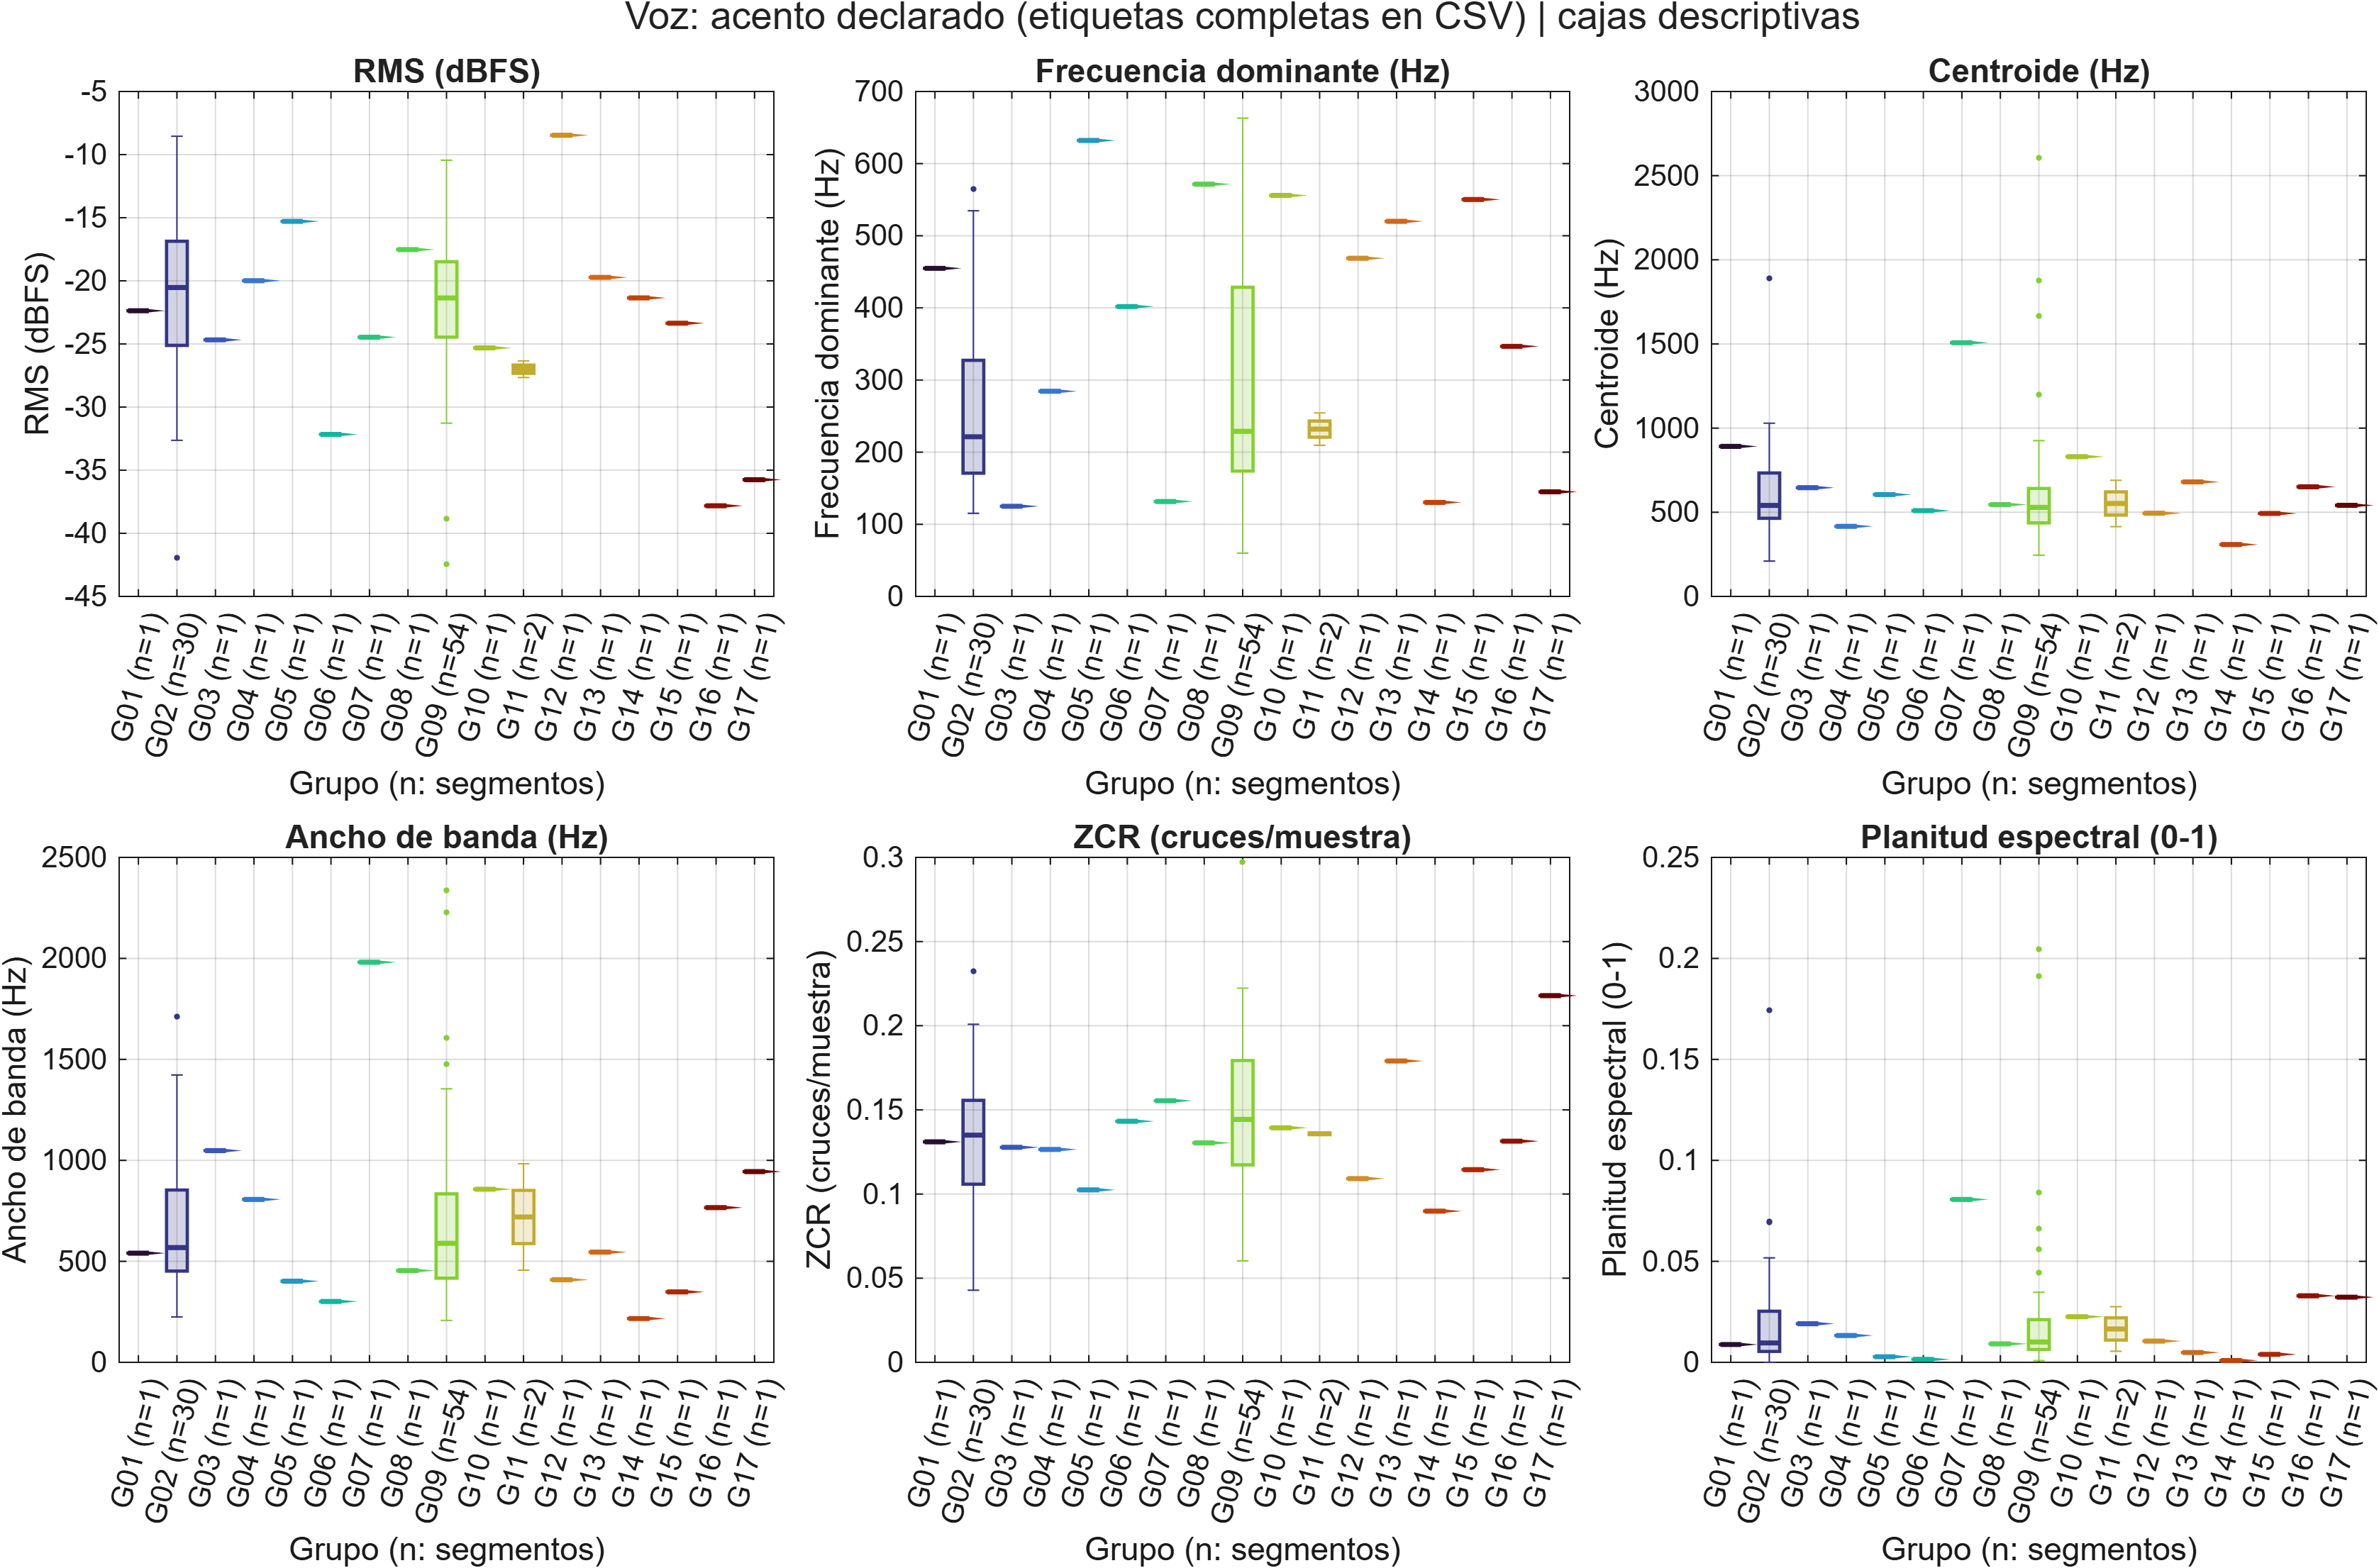 Voz: acento declarado (etiquetas completas en CSV) | cajas descriptivas
RMS (dBFS)
RMS (dBFS)
-5
-10
-15
-20
-25
-30
-35
-40
-45
G01 (n=1)
G02 (n=30)
G03 (n=1)
G04 (n=1)
G05 (n=1)
G06 (n=1)
G07 (n=1)
G08 (n=1)
G09 (n=54)
G10 (n=1)
G11 (n=2)
G12 (n=1)
G13 (n=1)
G14 (n=1)
G15 (n=1)
G16 (n=1)
G17 (n=1)
Grupo (n: segmentos)
Frecuencia dominante (Hz)
Frecuencia dominante (Hz)
700
600
500
400
300
200
100
0
G01 (n=1)
G02 (n=30)
G03 (n=1)
G04 (n=1)
G05 (n=1)
G06 (n=1)
G07 (n=1)
G08 (n=1)
G09 (n=54)
G10 (n=1)
G11 (n=2)
G12 (n=1)
G13 (n=1)
G14 (n=1)
G15 (n=1)
G16 (n=1)
G17 (n=1)
Grupo (n: segmentos)
Centroide (Hz)
Centroide (Hz)
3000
2500
2000
1500
1000
500
0
G01 (n=1)
G02 (n=30)
G03 (n=1)
G04 (n=1)
G05 (n=1)
G06 (n=1)
G07 (n=1)
G08 (n=1)
G09 (n=54)
G10 (n=1)
G11 (n=2)
G12 (n=1)
G13 (n=1)
G14 (n=1)
G15 (n=1)
G16 (n=1)
G17 (n=1)
Grupo (n: segmentos)
Ancho de banda (Hz)
Ancho de banda (Hz)
2500
2000
1500
1000
500
0
G01 (n=1)
G02 (n=30)
G03 (n=1)
G04 (n=1)
G05 (n=1)
G06 (n=1)
G07 (n=1)
G08 (n=1)
G09 (n=54)
G10 (n=1)
G11 (n=2)
G12 (n=1)
G13 (n=1)
G14 (n=1)
G15 (n=1)
G16 (n=1)
G17 (n=1)
Grupo (n: segmentos)
ZCR (cruces/muestra)
ZCR (cruces/muestra)
0.3
0.25
0.2
0.15
0.1
0.05
0
G01 (n=1)
G02 (n=30)
G03 (n=1)
G04 (n=1)
G05 (n=1)
G06 (n=1)
G07 (n=1)
G08 (n=1)
G09 (n=54)
G10 (n=1)
G11 (n=2)
G12 (n=1)
G13 (n=1)
G14 (n=1)
G15 (n=1)
G16 (n=1)
G17 (n=1)
Grupo (n: segmentos)
Planitud espectral (0-1)
Planitud espectral (0-1)
0.25
0.2
0.15
0.1
0.05
0
G01 (n=1)
G02 (n=30)
G03 (n=1)
G04 (n=1)
G05 (n=1)
G06 (n=1)
G07 (n=1)
G08 (n=1)
G09 (n=54)
G10 (n=1)
G11 (n=2)
G12 (n=1)
G13 (n=1)
G14 (n=1)
G15 (n=1)
G16 (n=1)
G17 (n=1)
Grupo (n: segmentos)